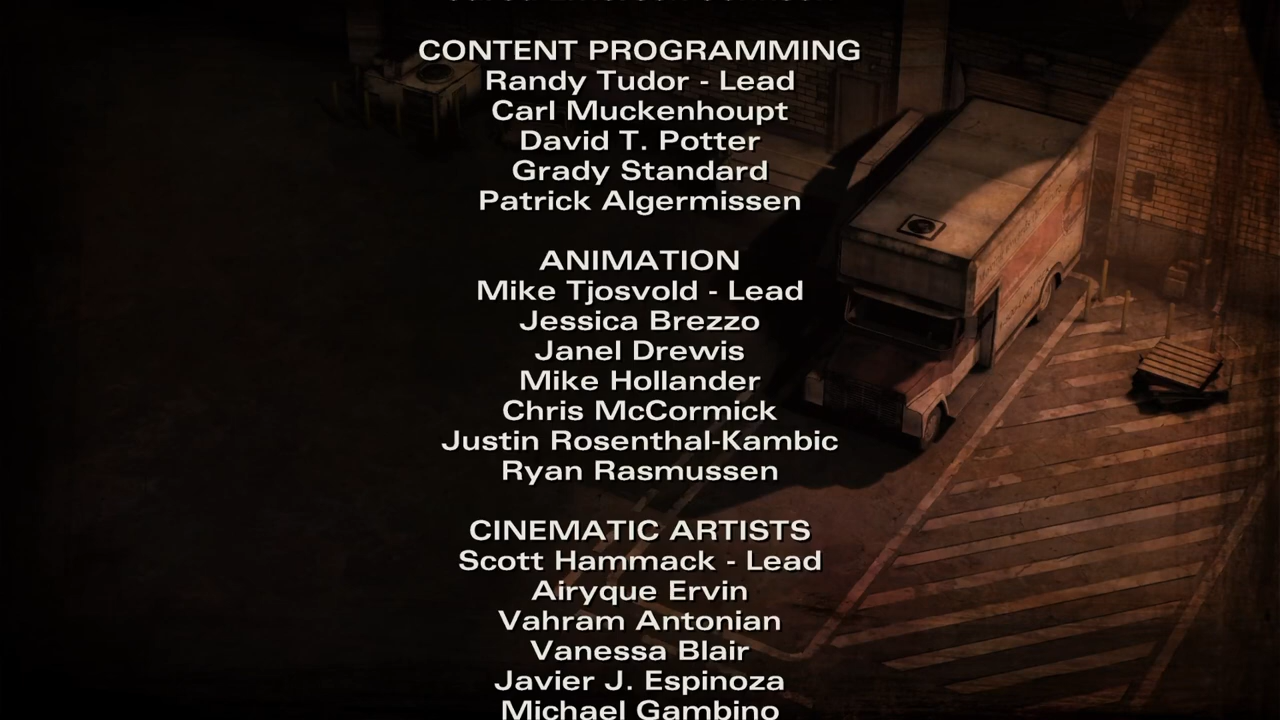 CONTENT PROGRAMMING
Randy Tudor - Lead
Carl Muckenhoupt
David T. Potter
Grady Standard
Patrick Algermissen
ANIMATION
Mike Tjosvold - Lead
Jessica Brezzo
Janel Drewis
Mike Hollander
Chris McCormick
Justin Rosenthal-Kambic
Ryan Rasmussen
CINEMATIC ARTISTS
Scott Hammack - Lead
Airyque Ervin
Vahram Antonian
Vanessa Blair
Javier J. Espinoza
Michael Gambino